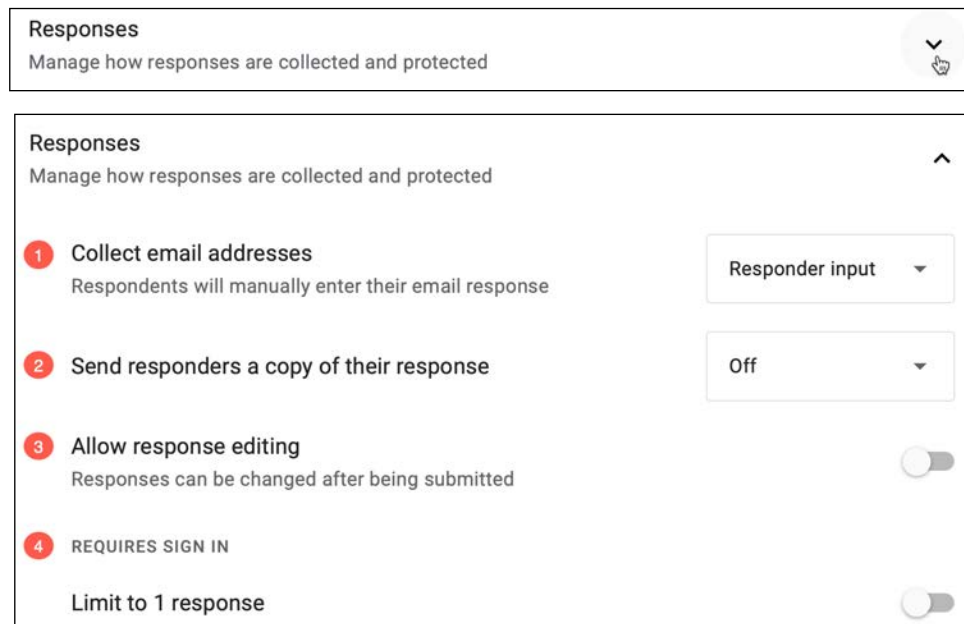 Responses
Manage how responses are collected and protected
Responses
Manage how responses are collected and protected
1 Collect email addresses
Respondents will manually enter their email response
Responder input
2 Send responders a copy of their response
Off
3 Allow response editing
Responses can be changed after being submitted
4 REQUIRES SIGN IN
Limit to 1 response